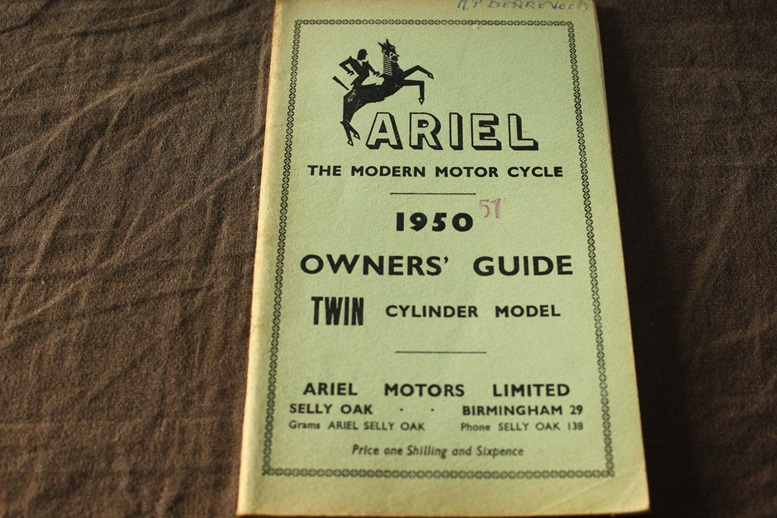 ARIEL
THE MODERN MOTOR CYCLE
1950 51
OWNERS' GUIDE
TWIN CYLINDER MODEL
ARIEL MOTORS LIMITED
SELLY OAK · · BIRMINGHAM 29
Grams ARIEL SELLY OAK Phone SELLY OAK 138
Price one Shilling and Sixpence